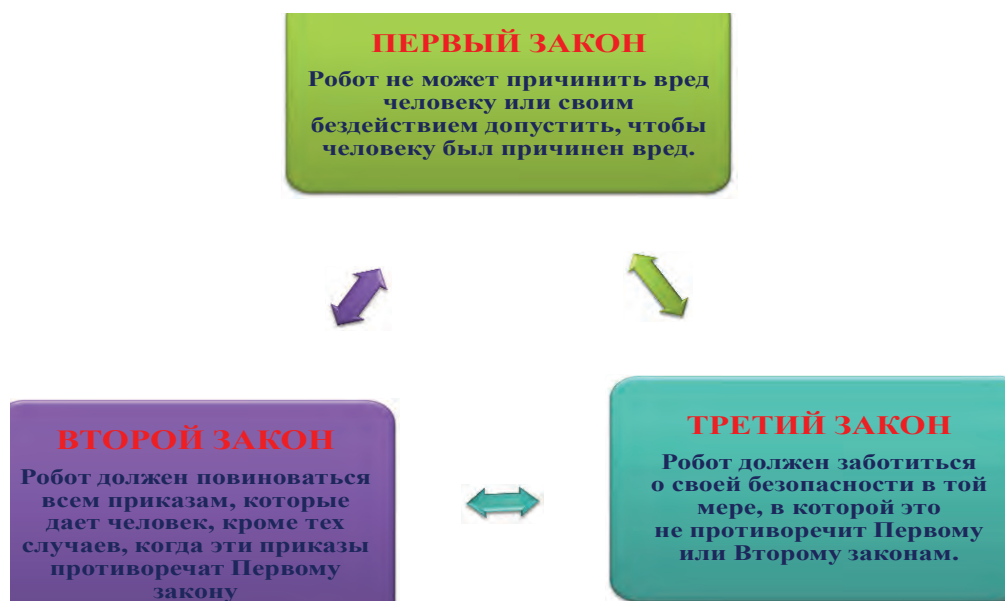 ПЕРВЫЙ ЗАКОН
Робот не может причинить вред
человеку или своим
бездействием допустить, чтобы
человеку был причинен вред.
ВТОРОЙ ЗАКОН
Робот должен повиноваться
всем приказам, которые
дает человек, кроме тех
случаев, когда эти приказы
противоречат Первому
закону
ТРЕТИЙ ЗАКОН
Робот должен заботиться
о своей безопасности в той
мере, в которой это
не противоречит Первому
или Второму законам.